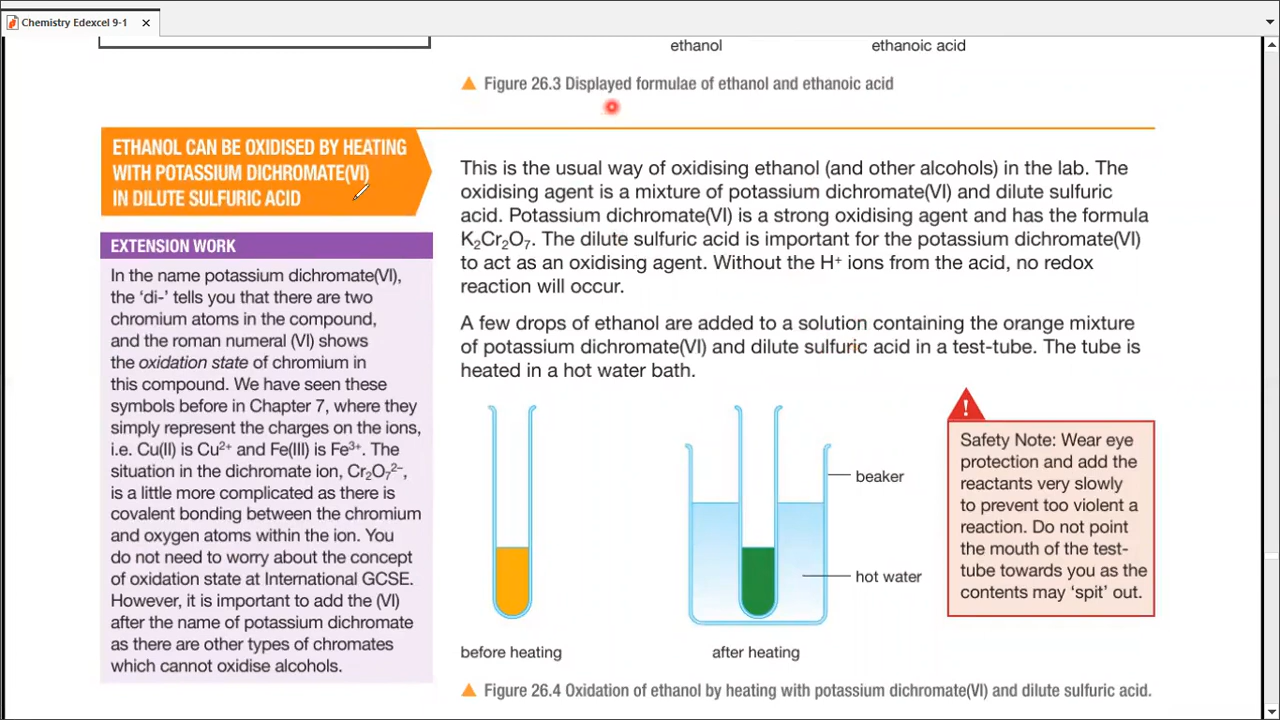 Chemistry Edexcel 9-1
ethanol ethanoic acid
Figure 26.3 Displayed formulae of ethanol and ethanoic acid
ETHANOL CAN BE OXIDISED BY HEATING
WITH POTASSIUM DICHROMATE(VI)
IN DILUTE SULFURIC ACID
EXTENSION WORK
In the name potassium dichromate(VI),
the ‘di-’ tells you that there are two
chromium atoms in the compound,
and the roman numeral (VI) shows
the oxidation state of chromium in
this compound. We have seen these
symbols before in Chapter 7, where they
simply represent the charges on the ions,
i.e. Cu(II) is Cu²⁺ and Fe(III) is Fe³⁺. The
situation in the dichromate ion, Cr₂O₇²⁻,
is a little more complicated as there is
covalent bonding between the chromium
and oxygen atoms within the ion. You
do not need to worry about the concept
of oxidation state at International GCSE.
However, it is important to add the (VI)
after the name of potassium dichromate
as there are other types of chromates
which cannot oxidise alcohols.
This is the usual way of oxidising ethanol (and other alcohols) in the lab. The
oxidising agent is a mixture of potassium dichromate(VI) and dilute sulfuric
acid. Potassium dichromate(VI) is a strong oxidising agent and has the formula
K₂Cr₂O₇. The dilute sulfuric acid is important for the potassium dichromate(VI)
to act as an oxidising agent. Without the H⁺ ions from the acid, no redox
reaction will occur.
A few drops of ethanol are added to a solution containing the orange mixture
of potassium dichromate(VI) and dilute sulfuric acid in a test-tube. The tube is
heated in a hot water bath.
beaker
hot water
before heating
after heating
!
Safety Note: Wear eye
protection and add the
reactants very slowly
to prevent too violent a
reaction. Do not point
the mouth of the test-
tube towards you as the
contents may ‘spit’ out.
Figure 26.4 Oxidation of ethanol by heating with potassium dichromate(VI) and dilute sulfuric acid.